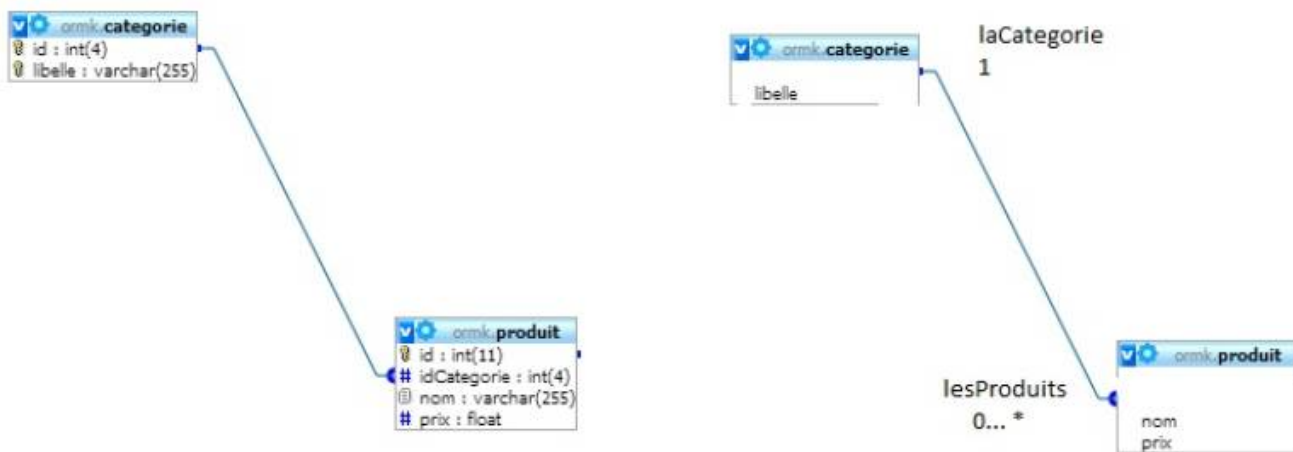 ormk.categorie
id : int(4)
libelle : varchar(255)
ormk.produit
id : int(11)
# idCategorie : int(4)
nom : varchar(255)
# prix : float
ormk.categorie
libelle
laCategorie
1
lesProduits
0... *
ormk.produit
nom
prix